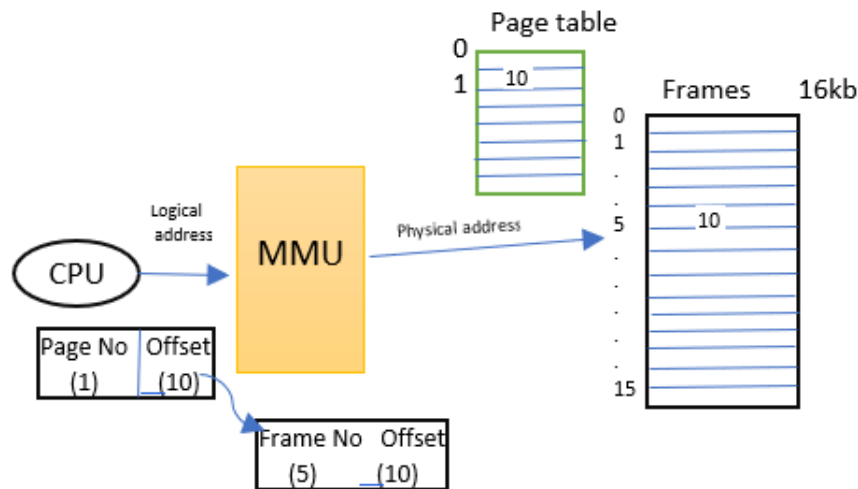 Page table
0
1
10
Frames 16kb
0
1
.
.
5
10
.
.
.
.
.
15
Logical
address
MMU
Physical address
CPU
Page No Offset
(1) _(10)
Frame No Offset
(5) _(10)